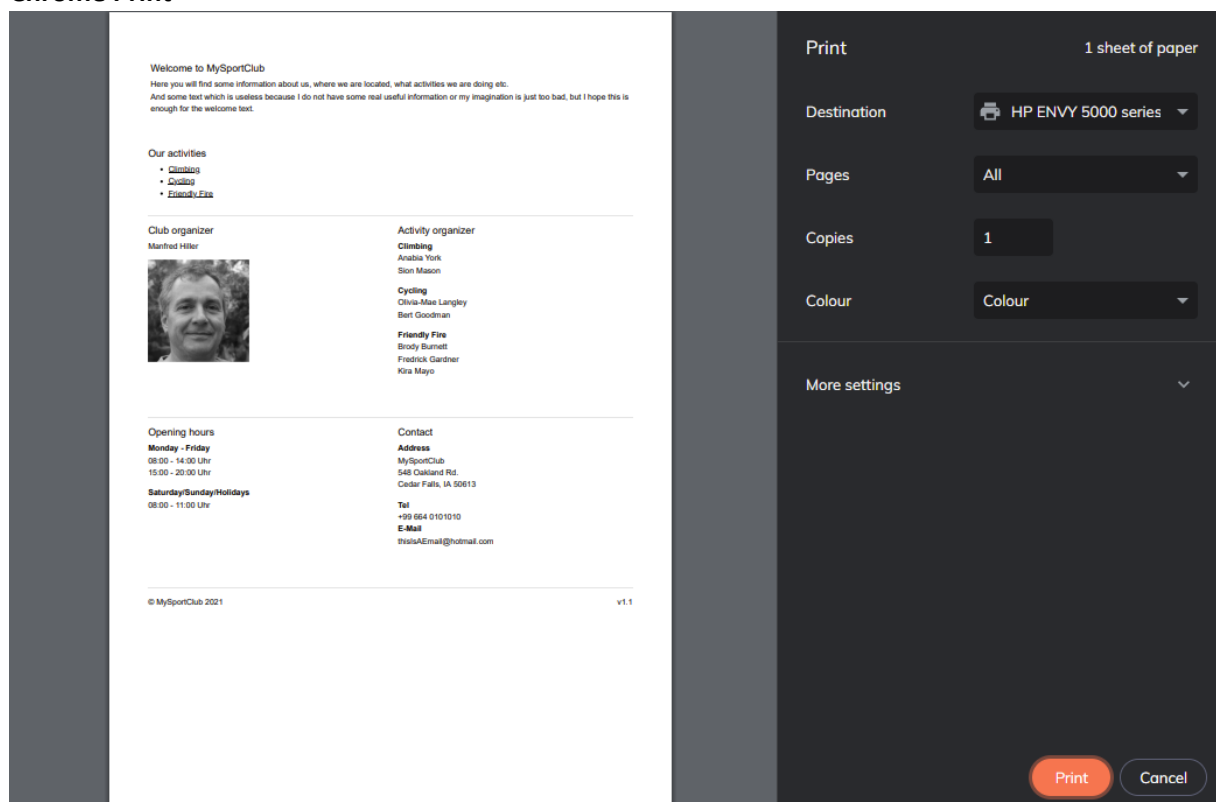 Chrome Print
Welcome to MySportClub
Here you will find some information about us, where we are located, what activities we are doing etc.
And some text which is useless because I do not have some real useful information or my imagination is just too bad, but I hope this is
enough for the welcome text.
Our activities
• Climbing
• Cycling
• Friendly Fire
Club organizer
Manfred Hiller
Activity organizer
Climbing
Anabia York
Sion Mason
Cycling
Olivia-Mae Langley
Bert Goodman
Friendly Fire
Brody Burnett
Fredrick Gardner
Kira Mayo
Opening hours
Monday - Friday
08:00 - 14:00 Uhr
15:00 - 20:00 Uhr
Saturday/Sunday/Holidays
08:00 - 11:00 Uhr
Contact
Address
MySportClub
548 Oakland Rd.
Cedar Falls, IA 50613
Tel
+99 664 0101010
E-Mail
thisIsAEmail@hotmail.com
© MySportClub 2021 v1.1
Print 1 sheet of paper
Destination HP ENVY 5000 series
Pages All
Copies 1
Colour Colour
More settings
Print Cancel